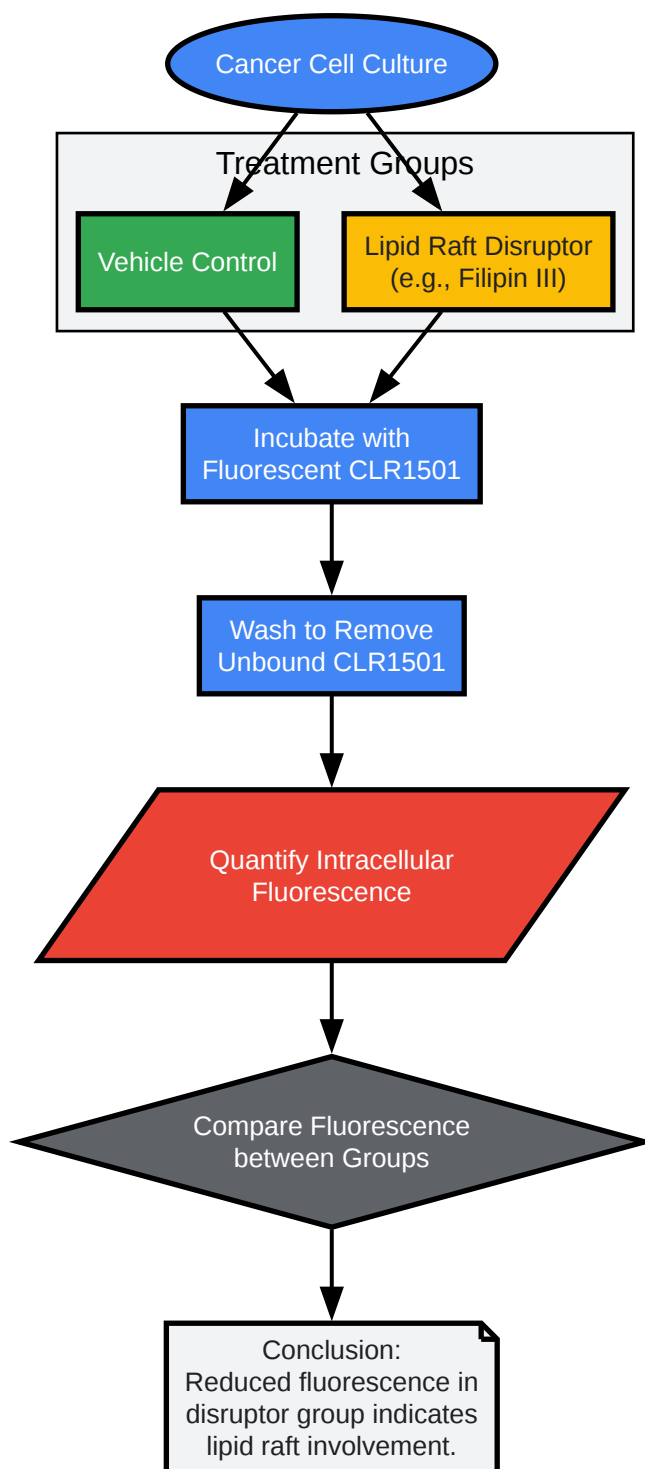 Cancer Cell Culture
Treatment Groups
Vehicle Control
Lipid Raft Disruptor
(e.g., Filipin III)
Incubate with
Fluorescent CLR1501
Wash to Remove
Unbound CLR1501
Quantify Intracellular
Fluorescence
Compare Fluorescence
between Groups
Conclusion:
Reduced fluorescence in
disruptor group indicates
lipid raft involvement.